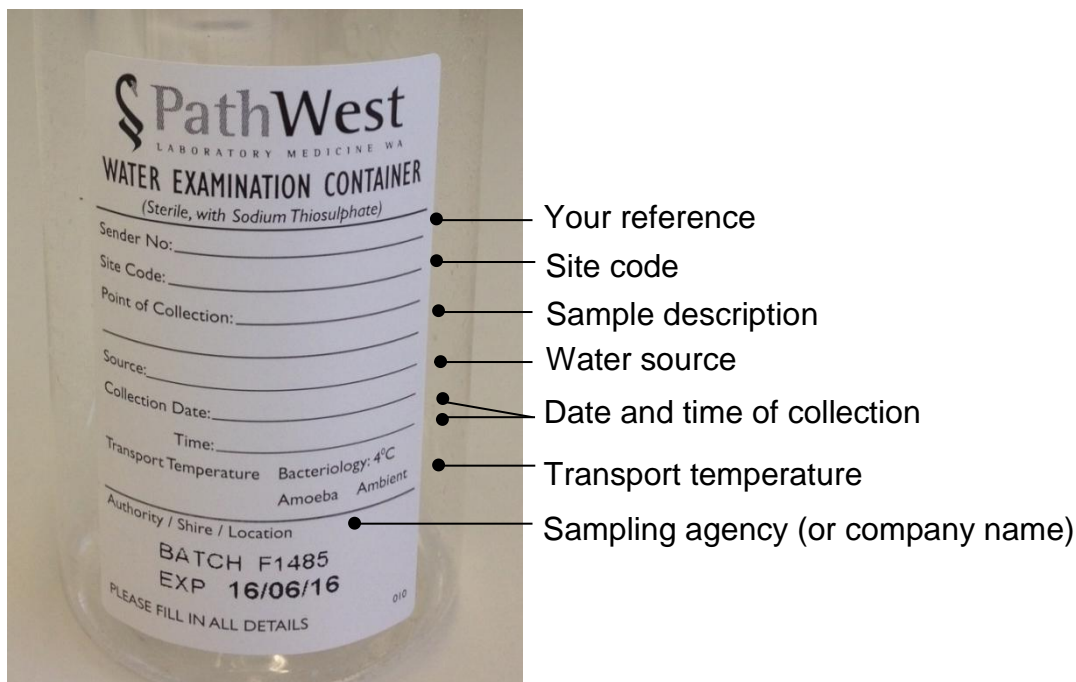 PathWest
LABORATORY MEDICINE WA
WATER EXAMINATION CONTAINER
(Sterile, with Sodium Thiosulphate)
Sender No:
Site Code:
Point of Collection:
Source:
Collection Date:
Time:
Transport Temperature Bacteriology: 4°C
Amoeba Ambient
Authority / Shire / Location
BATCH F1485
EXP 16/06/16
PLEASE FILL IN ALL DETAILS 010
Your reference
Site code
Sample description
Water source
Date and time of collection
Transport temperature
Sampling agency (or company name)